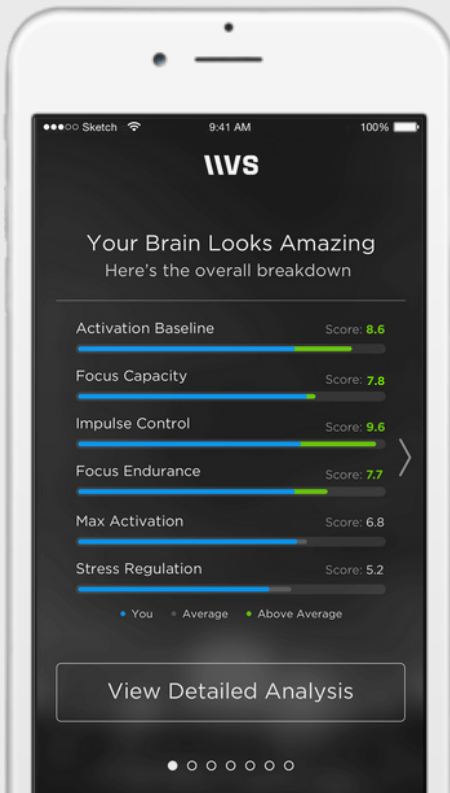 Sketch 9:41 AM 100%
\\VS
Your Brain Looks Amazing
Here's the overall breakdown
Activation Baseline Score: 8.6
Focus Capacity Score: 7.8
Impulse Control Score: 9.6
Focus Endurance Score: 7.7
Max Activation Score: 6.8
Stress Regulation Score: 5.2
You Average Above Average
View Detailed Analysis